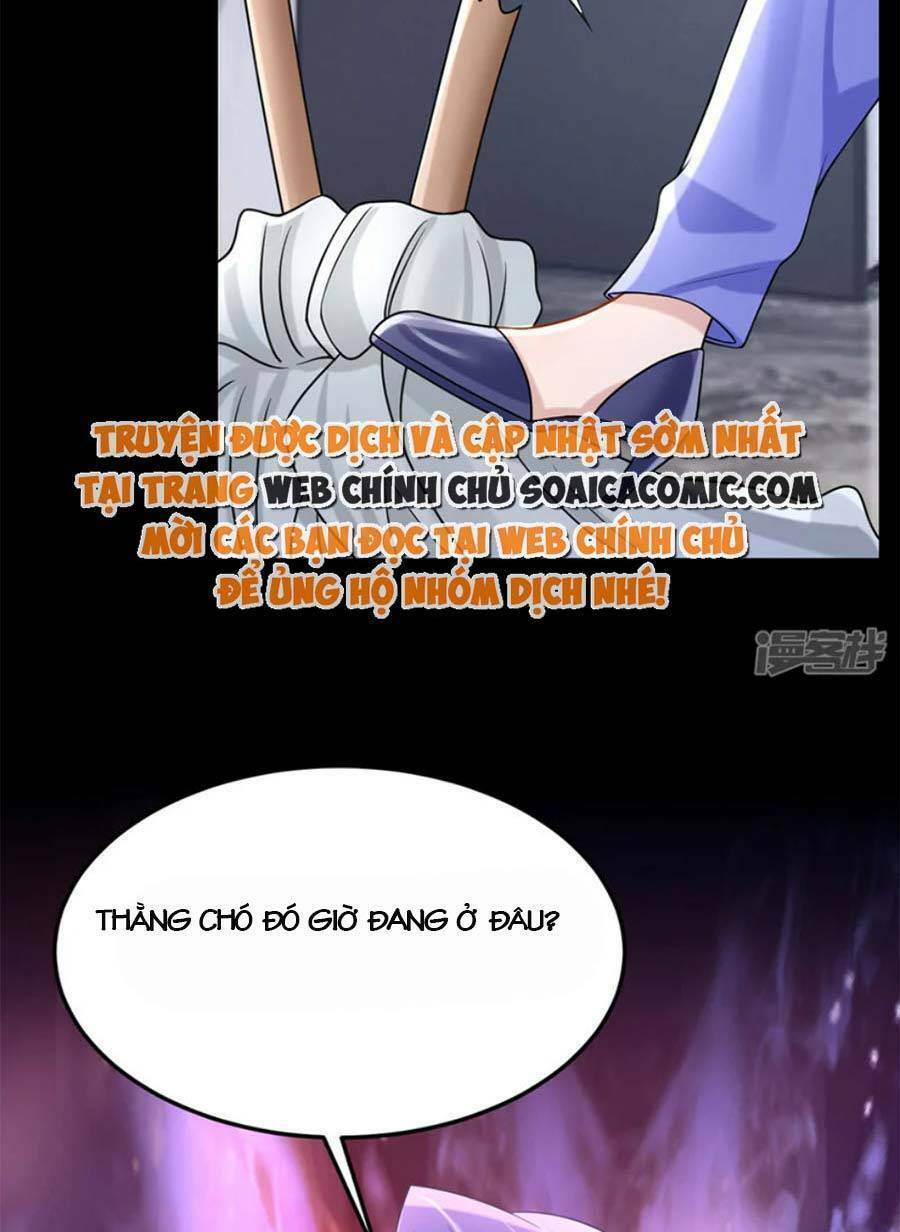 TRUYỆN ĐƯỢC DỊCH VÀ CẬP NHẬT SỚM NHẤT
TẠI TRANG WEB CHÍNH CHỦ SOAICACOMIC.COM
MỜI CÁC BẠN ĐỌC TẠI WEB CHÍNH CHỦ
ĐỂ ỦNG HỘ NHÓM DỊCH NHÉ!
漫客栈
THẰNG CHÓ ĐÓ GIỜ ĐANG Ở ĐÂU?